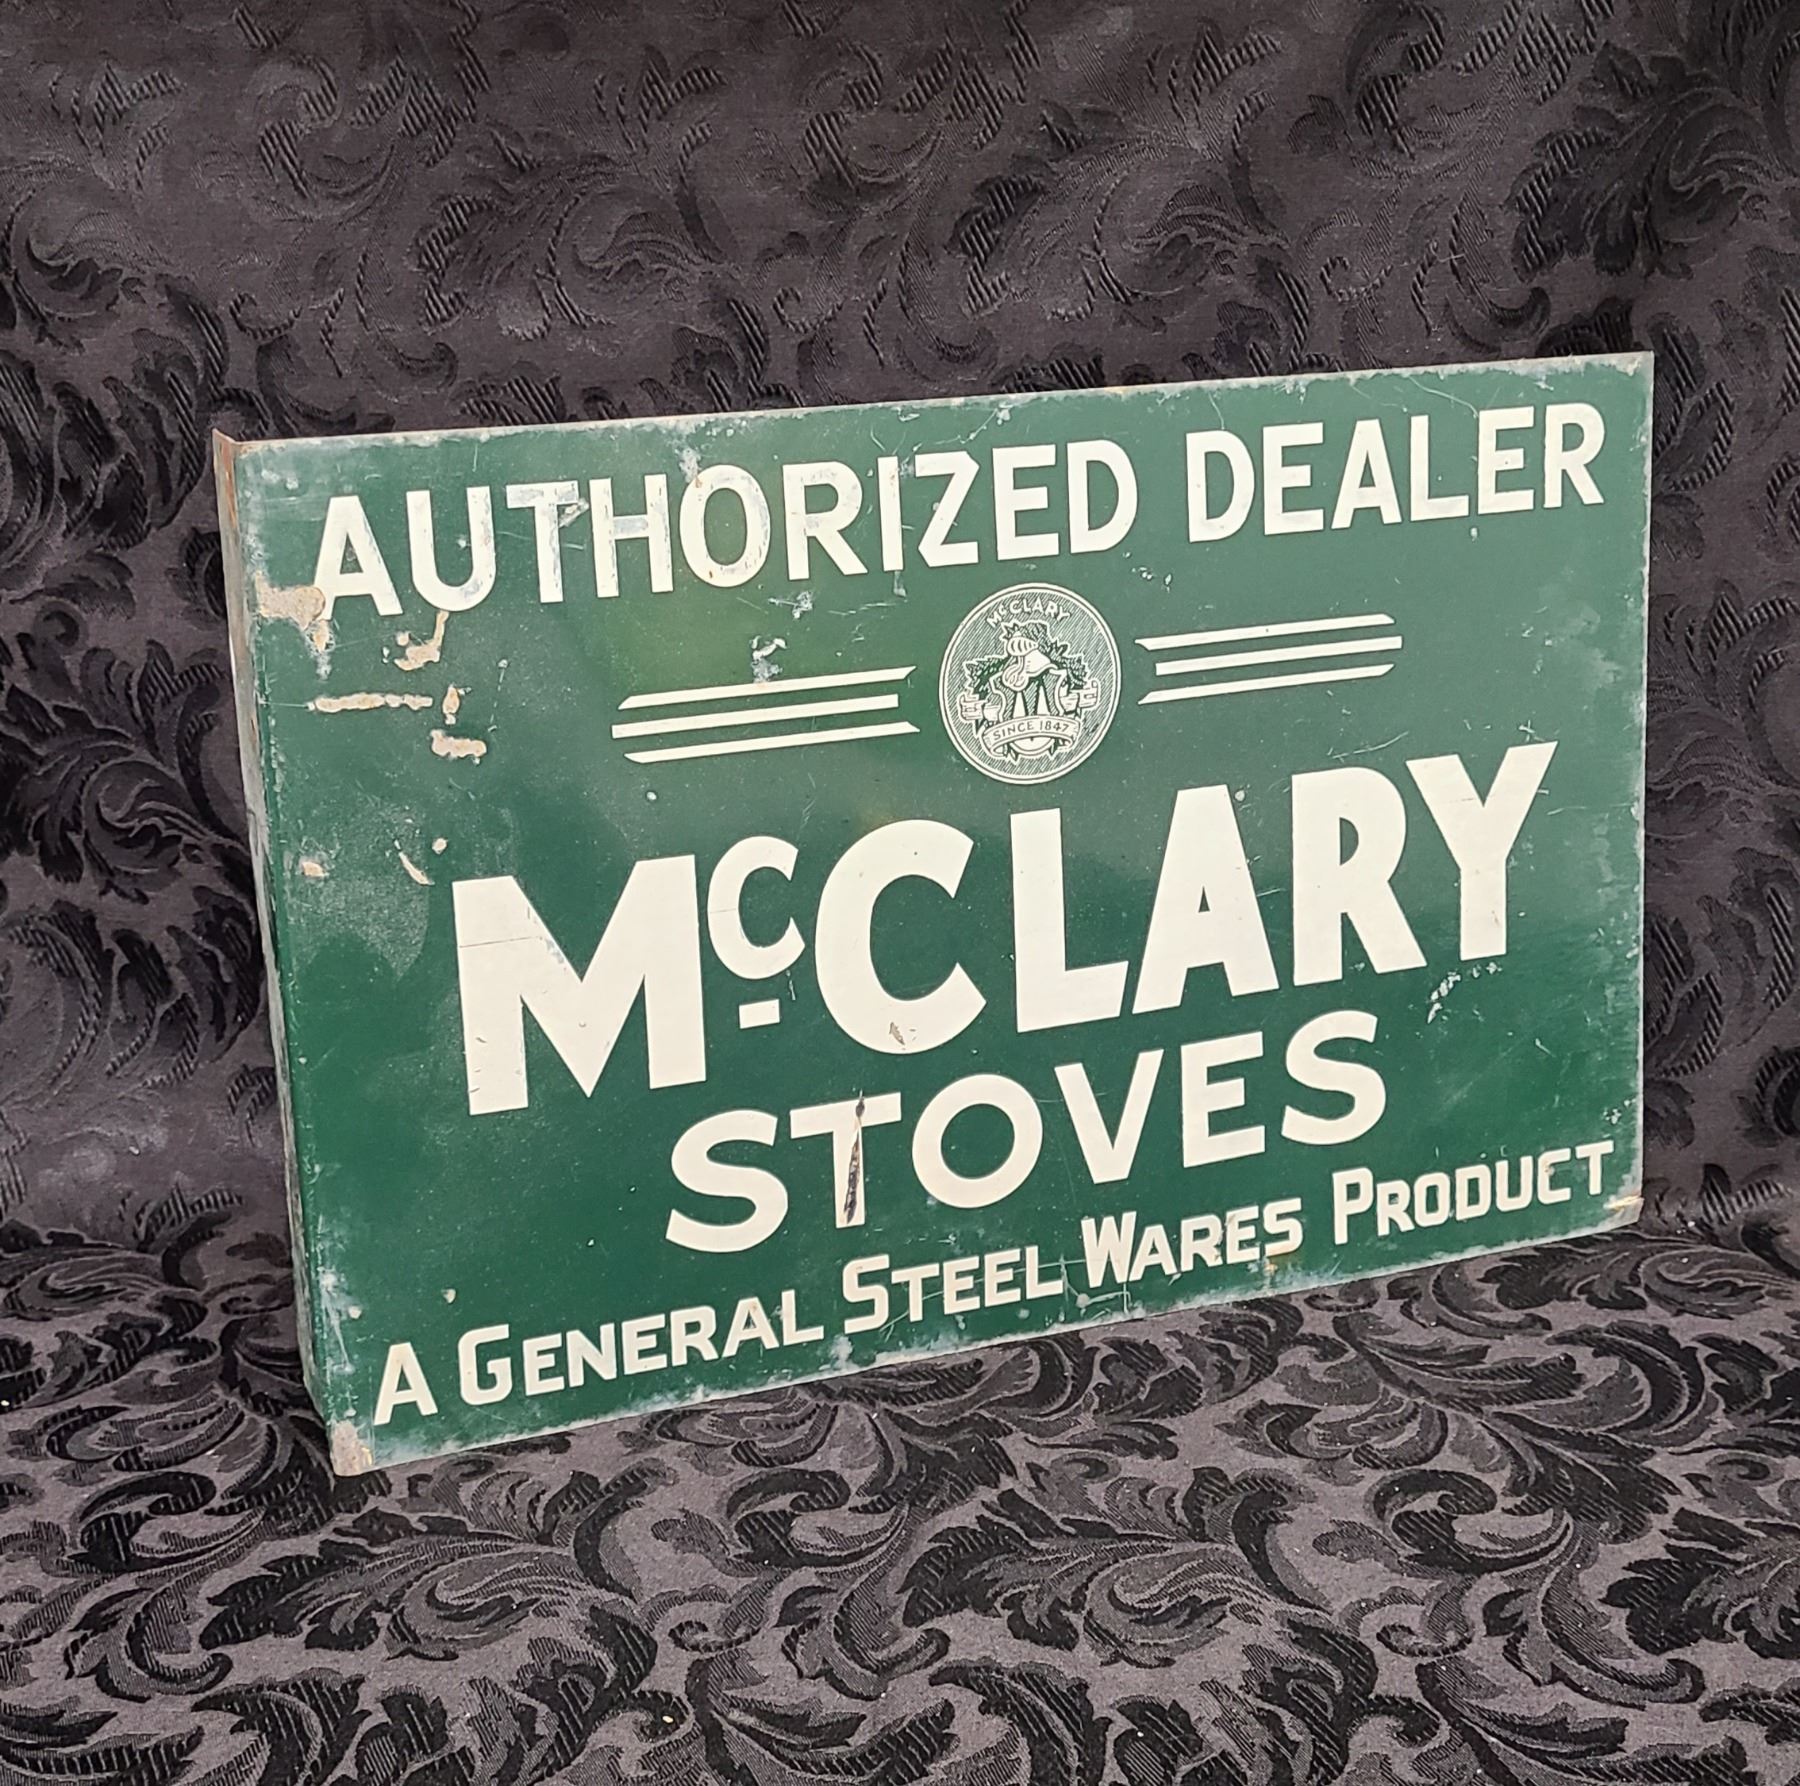 AUTHORIZED DEALER
McCLARY
SINCE 1847
McCLARY
STOVES
A GENERAL STEEL WARES PRODUCT